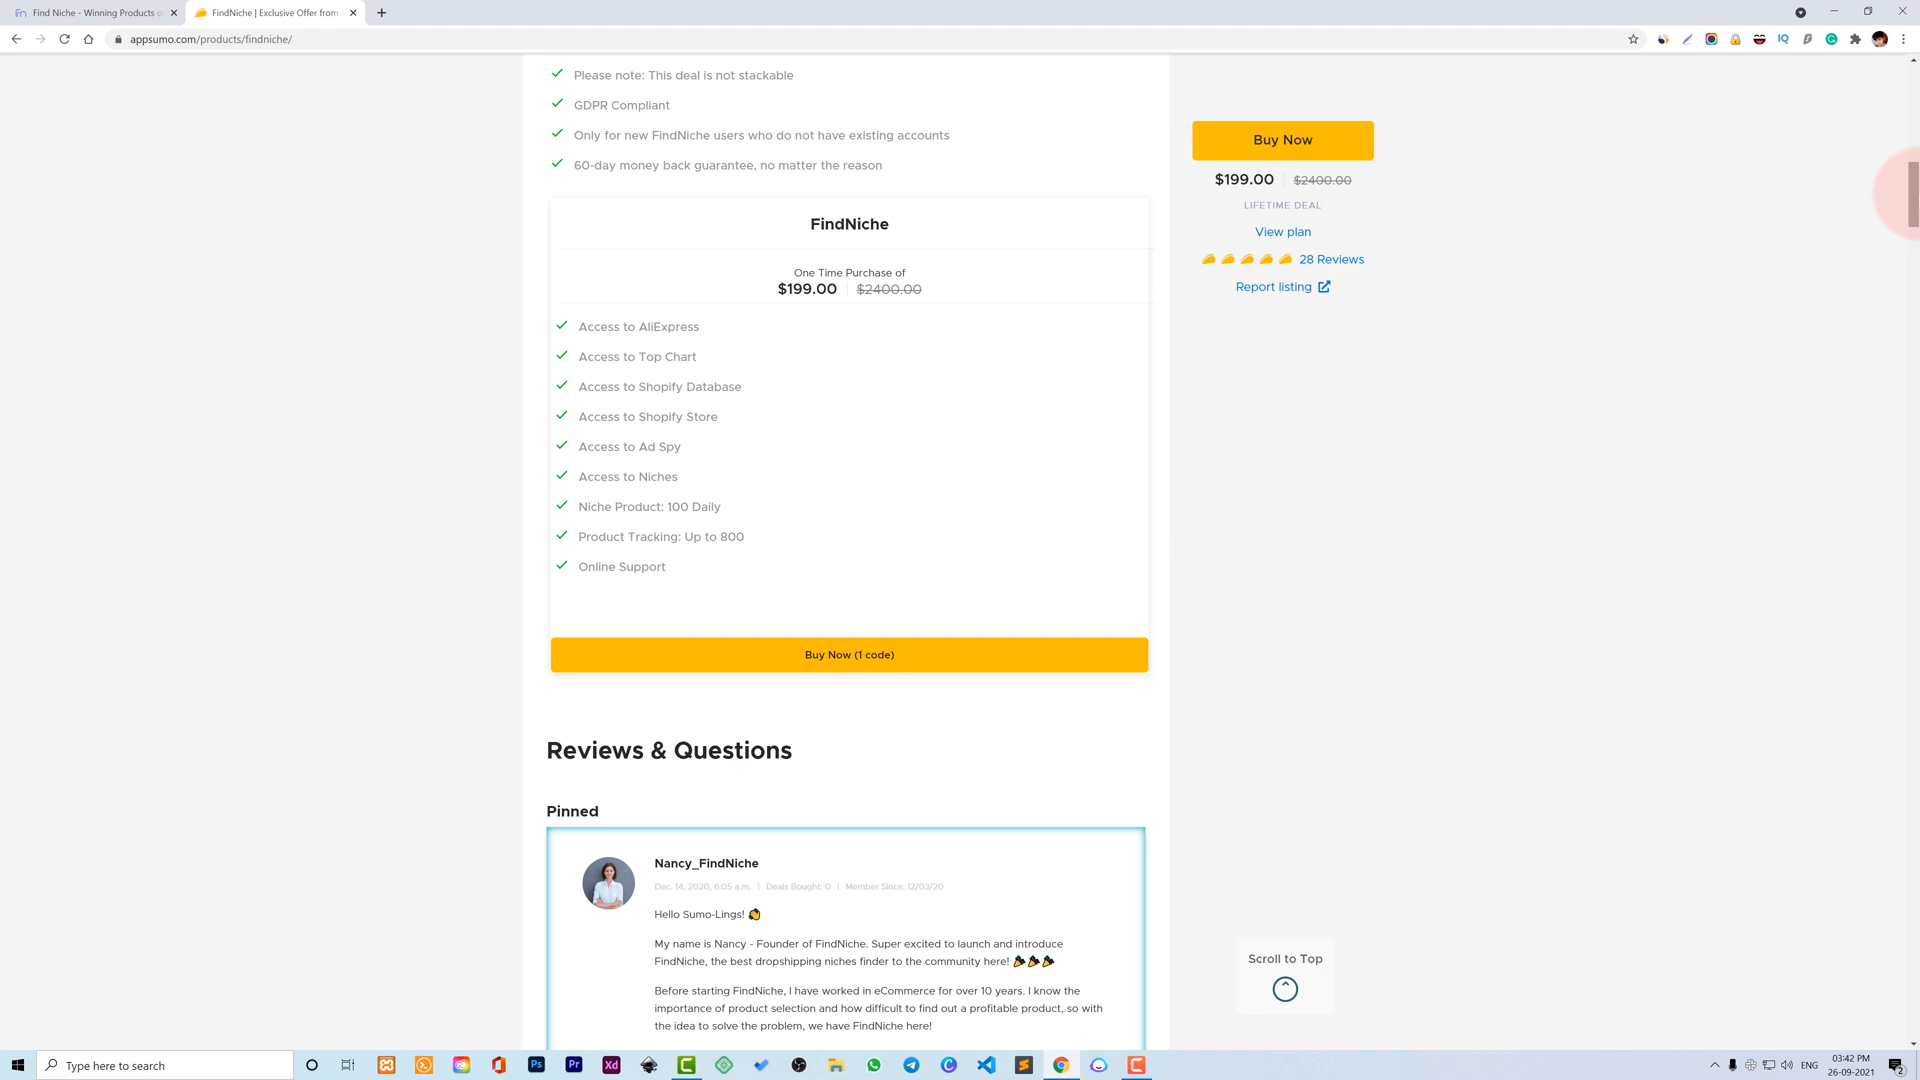 Find Niche - Winning Products o
FindNiche | Exclusive Offer from
appsumo.com/products/findniche/
Please note: This deal is not stackable
GDPR Compliant
Only for new FindNiche users who do not have existing accounts
60-day money back guarantee, no matter the reason
FindNiche
One Time Purchase of
$199.00 $2400.00
Access to AliExpress
Access to Top Chart
Access to Shopify Database
Access to Shopify Store
Access to Ad Spy
Access to Niches
Niche Product: 100 Daily
Product Tracking: Up to 800
Online Support
Buy Now (1 code)
Buy Now
$199.00 $2400.00
LIFETIME DEAL
View plan
28 Reviews
Report listing
Reviews & Questions
Pinned
Nancy_FindNiche
Dec. 14, 2020, 6:05 a.m. | Deals Bought: 0 | Member Since: 12/03/20
Hello Sumo-Lings!
My name is Nancy - Founder of FindNiche. Super excited to launch and introduce
FindNiche, the best dropshipping niches finder to the community here!
Before starting FindNiche, I have worked in eCommerce for over 10 years. I know the
importance of product selection and how difficult to find out a profitable product, so with
the idea to solve the problem, we have FindNiche here!
Scroll to Top
Type here to search
Ps
Pr
Xd
ENG
03:42 PM
26-09-2021
2